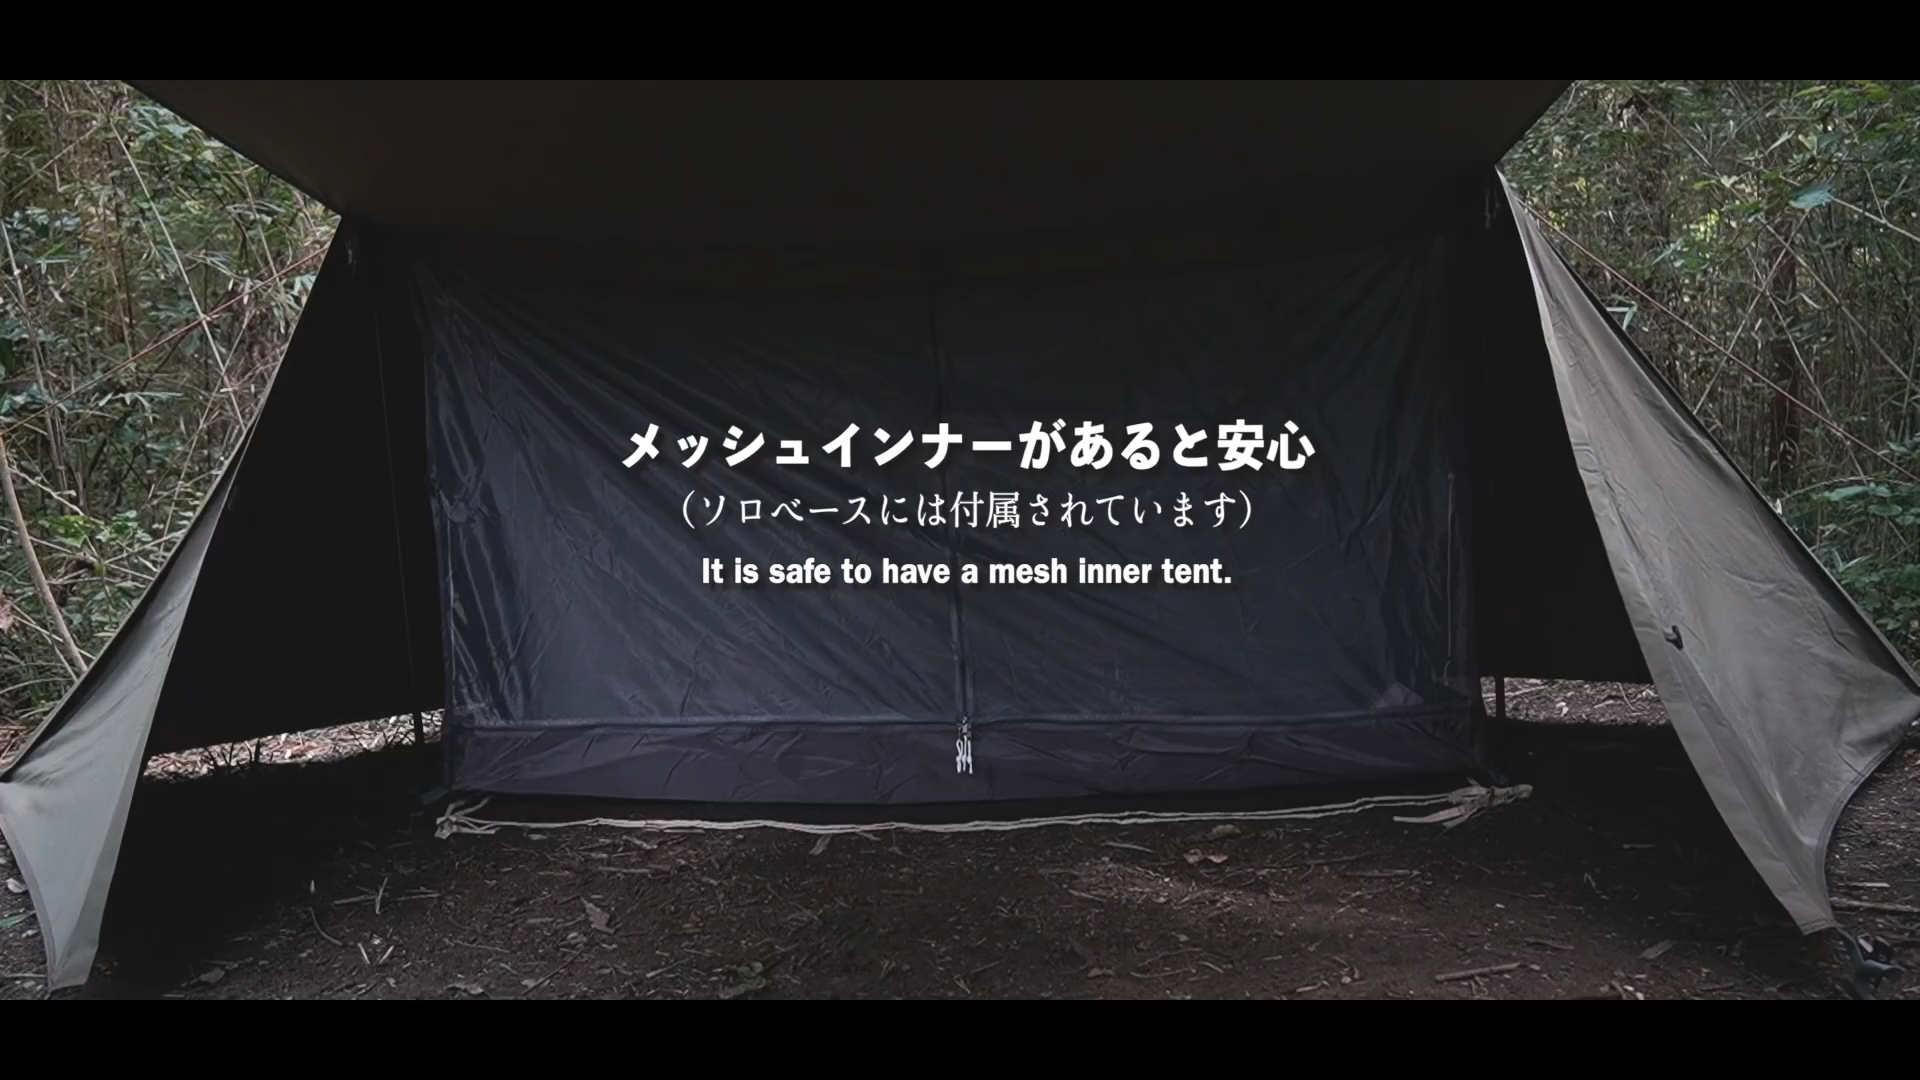 メッシュインナーがあると安心
（ソロベースには付属されています）
It is safe to have a mesh inner tent.